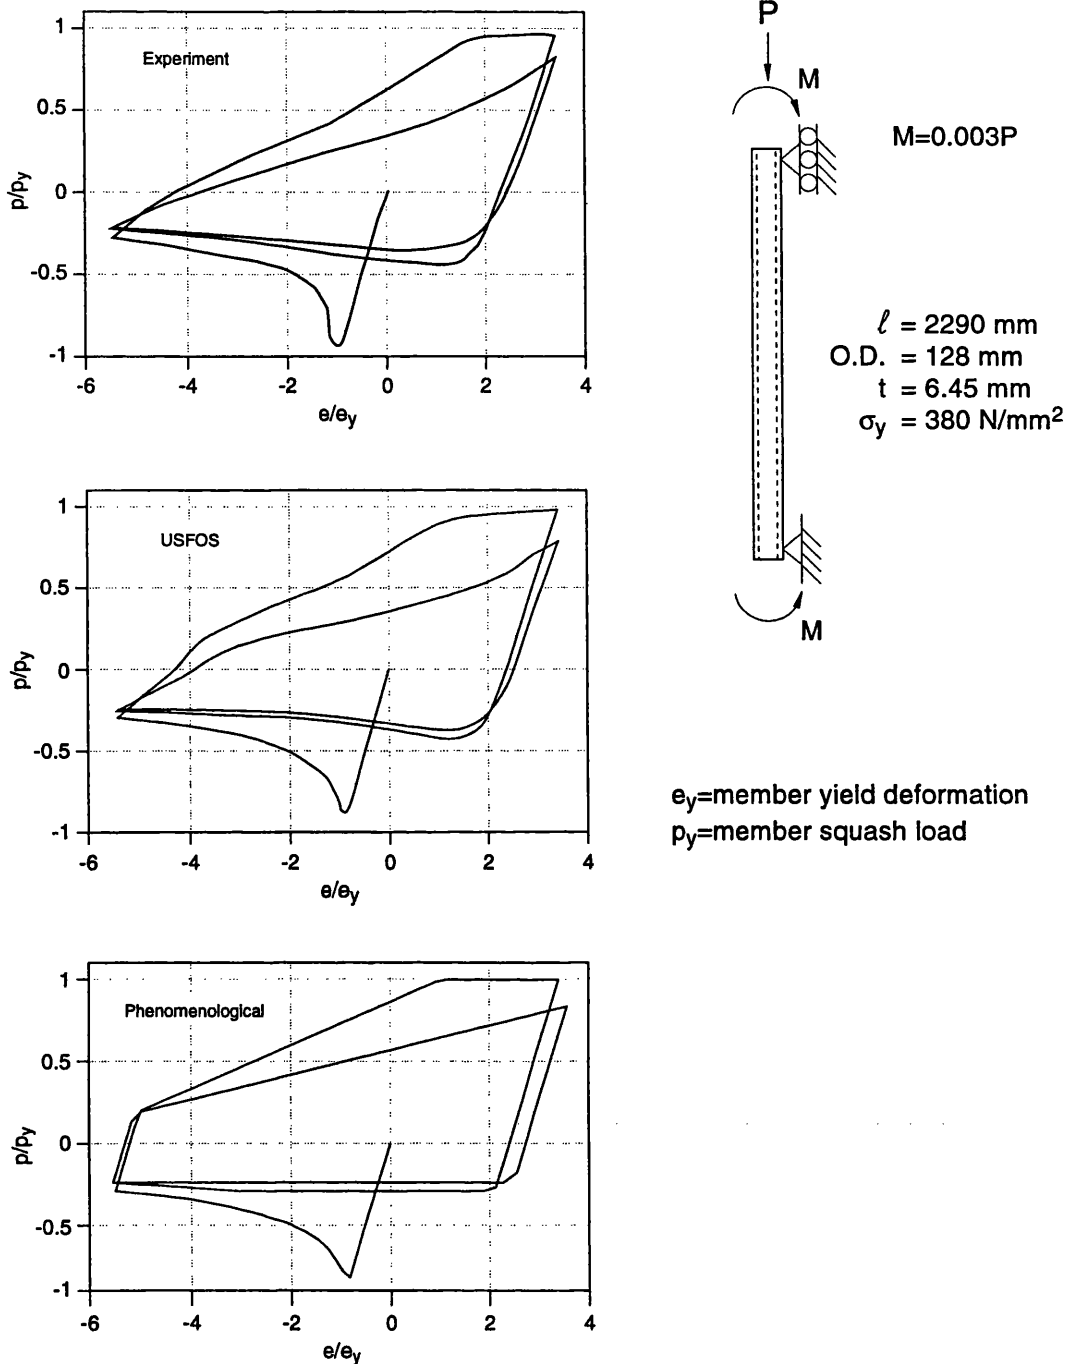 1
Experiment
0.5
0
-0.5
-1
p/py
-6 -4 -2 0 2 4
e/ey
1
USFOS
0.5
0
-0.5
-1
p/py
-6 -4 -2 0 2 4
e/ey
1
Phenomenological
0.5
0
-0.5
-1
p/py
-6 -4 -2 0 2 4
e/ey
P
M
M=0.003P
ℓ = 2290 mm
O.D. = 128 mm
t = 6.45 mm
σy = 380 N/mm²
M
ey=member yield deformation
py=member squash load